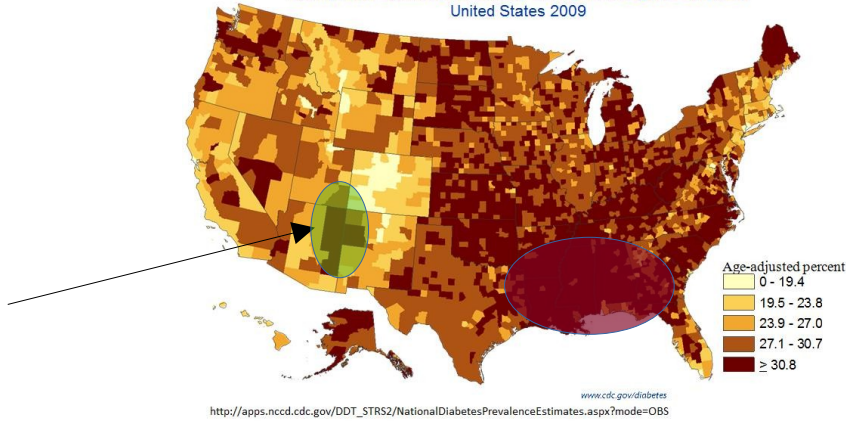 United States 2009
Age-adjusted percent
0 - 19.4
19.5 - 23.8
23.9 - 27.0
27.1 - 30.7
≥ 30.8
www.cdc.gov/diabetes
http://apps.nccd.cdc.gov/DDT_STRS2/NationalDiabetesPrevalenceEstimates.aspx?mode=OBS